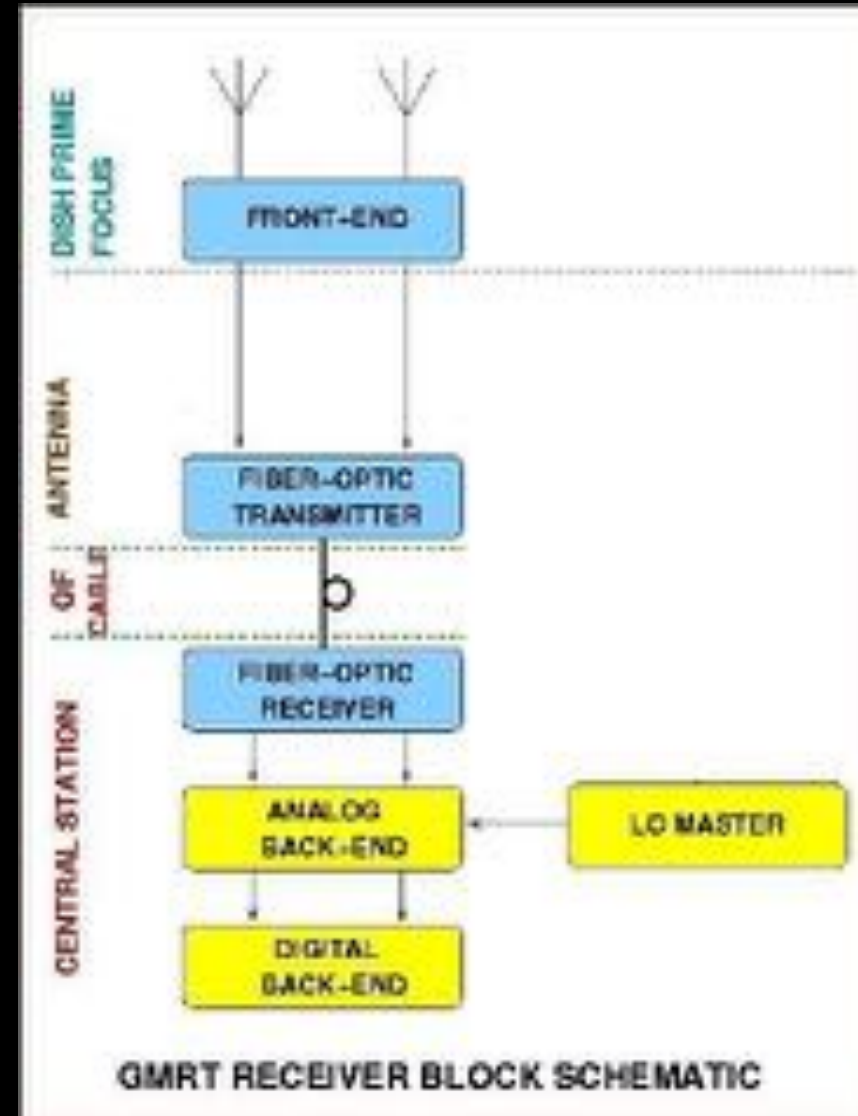 DISH PRIME
FOCUS
FRONT-END
ANTENNA
FIBER-OPTIC
TRANSMITTER
OF
CABLE
CENTRAL STATION
FIBER-OPTIC
RECEIVER
ANALOG
BACK-END
LO MASTER
DIGITAL
BACK-END
GMRT RECEIVER BLOCK SCHEMATIC